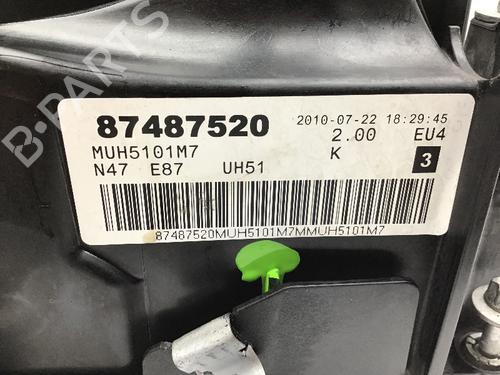 B-PARTS
87487520 2010-07-22 18:29:45
2.00 EU4
MUH5101M7 K
N47 E87 UH51 3
87487520MUH5101M7MMUH5101M7